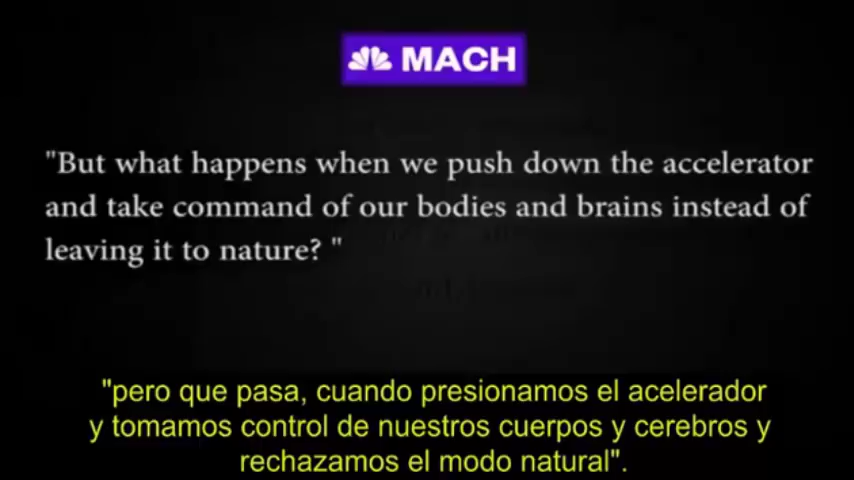 MACH
"But what happens when we push down the accelerator
and take command of our bodies and brains instead of
leaving it to nature? "
"pero que pasa, cuando presionamos el acelerador
y tomamos control de nuestros cuerpos y cerebros y
rechazamos el modo natural".